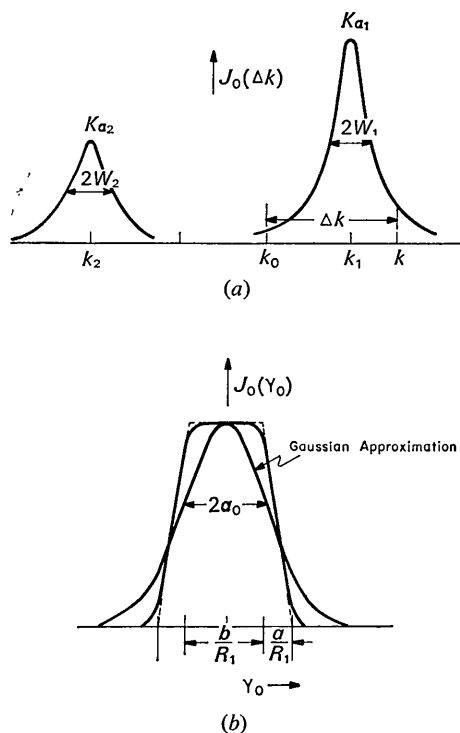 Kα₁
J₀(Δk)
Kα₂
2W₁
2W₂
Δk
k₂ k₀ k₁ k
(a)
J₀(γ₀)
Gaussian Approximation
2α₀
b/R₁ a/R₁
γ₀ →
(b)